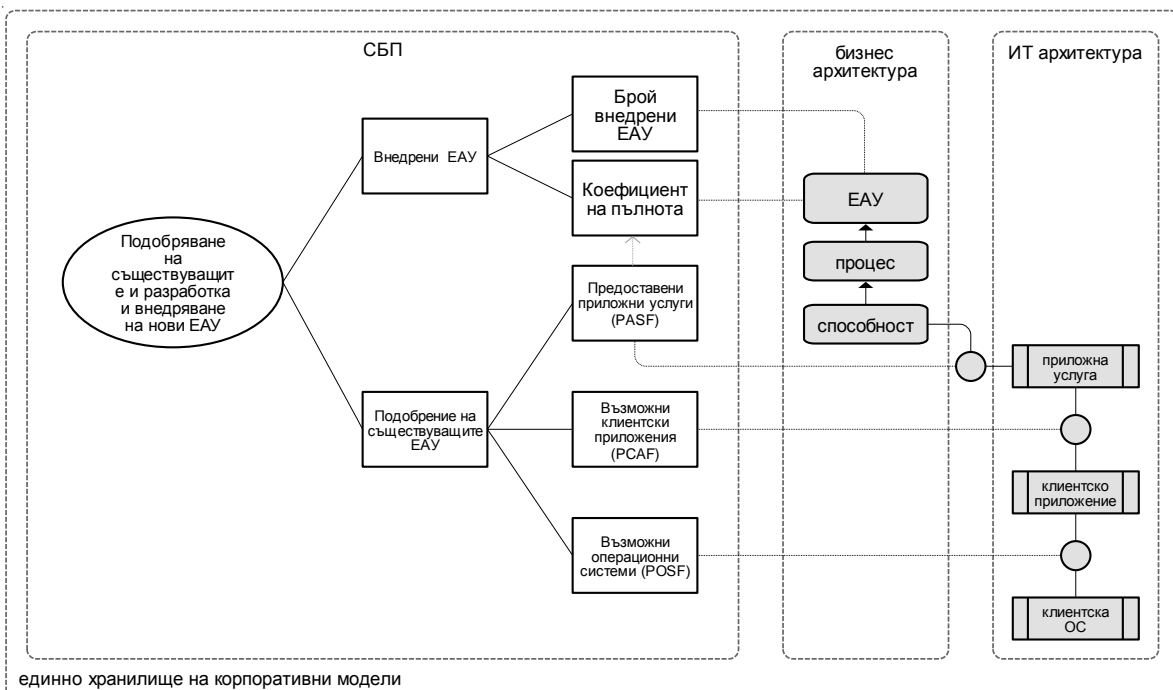 СБП
бизнес
архитектура
ИТ архитектура
Брой
внедрени
ЕАУ
Внедрени ЕАУ
Коефициент
на пълнота
ЕАУ
Подобряване
на
съществуващит
е и разработка
и внедряване
на нови ЕАУ
процес
Предоставени
приложни услуги
(PASF)
способност
приложна
услуга
Подобрение на
съществуващите
ЕАУ
Възможни
клиентски
приложения
(PCAF)
клиентско
приложение
Възможни
операционни
системи (POSF)
клиентска
ОС
единно хранилище на корпоративни модели